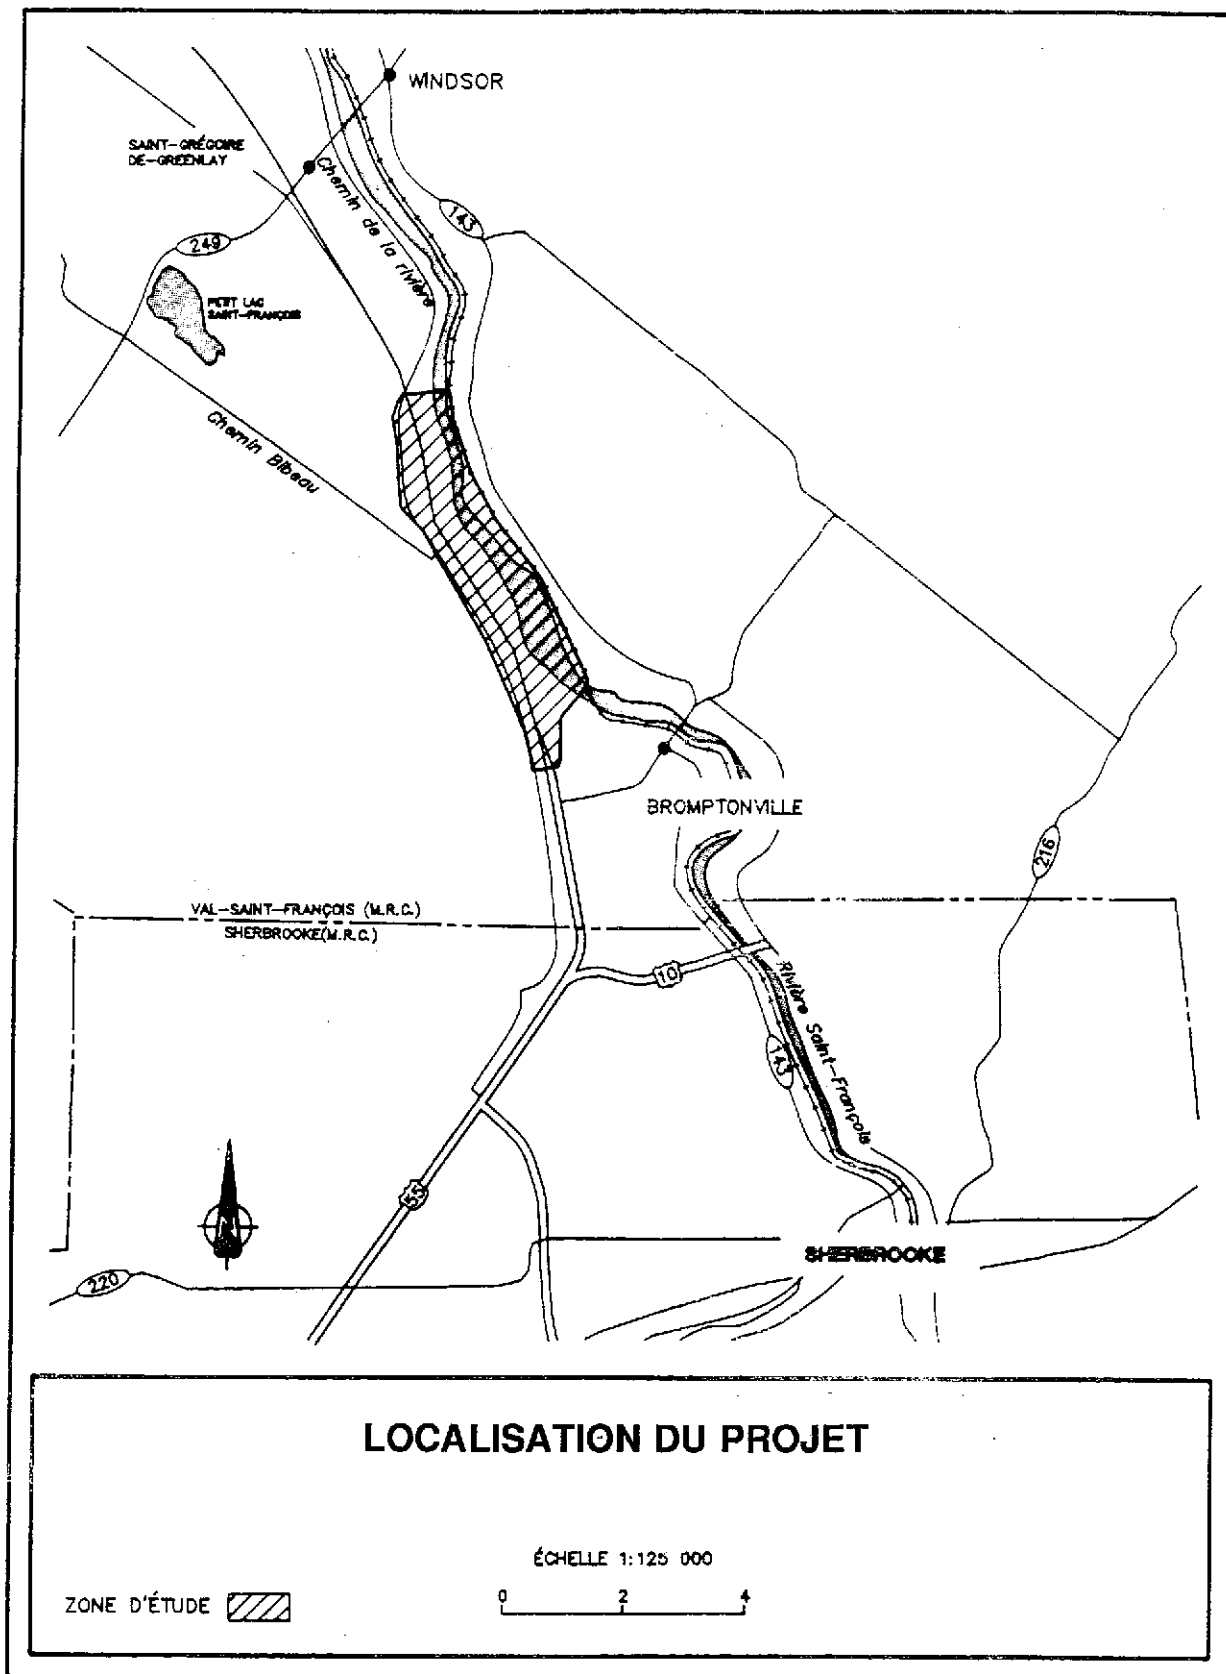 WINDSOR
SAINT-GRÉGOIRE
DE-GREENLAY
Chemin de la rivière
143
249
PETIT LAC
SAINT-FRANÇOIS
Chemin Bibeau
BROMPTONVILLE
216
VAL-SAINT-FRANÇOIS (M.R.C.)
SHERBROOKE(M.R.C.)
10
Rivière Saint-François
143
55
SHERBROOKE
220
LOCALISATION DU PROJET
ÉCHELLE 1:125 000
ZONE D'ÉTUDE
0 2 4